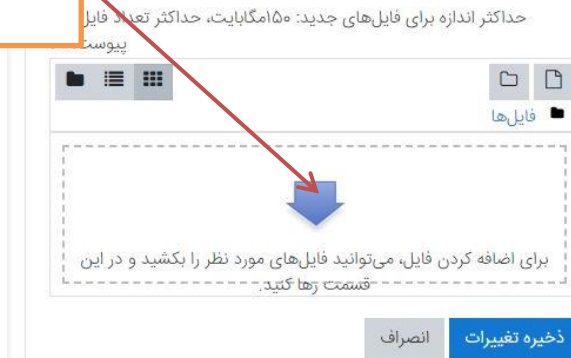 حداکثر اندازه برای فایل‌های جدید: ۱۵۰مگابایت، حداکثر تعداد فایل
پیوست
فایل‌ها
برای اضافه کردن فایل، می‌توانید فایل‌های مورد نظر را بکشید و در این
قسمت رها کنید.
ذخیره تغییرات
انصراف